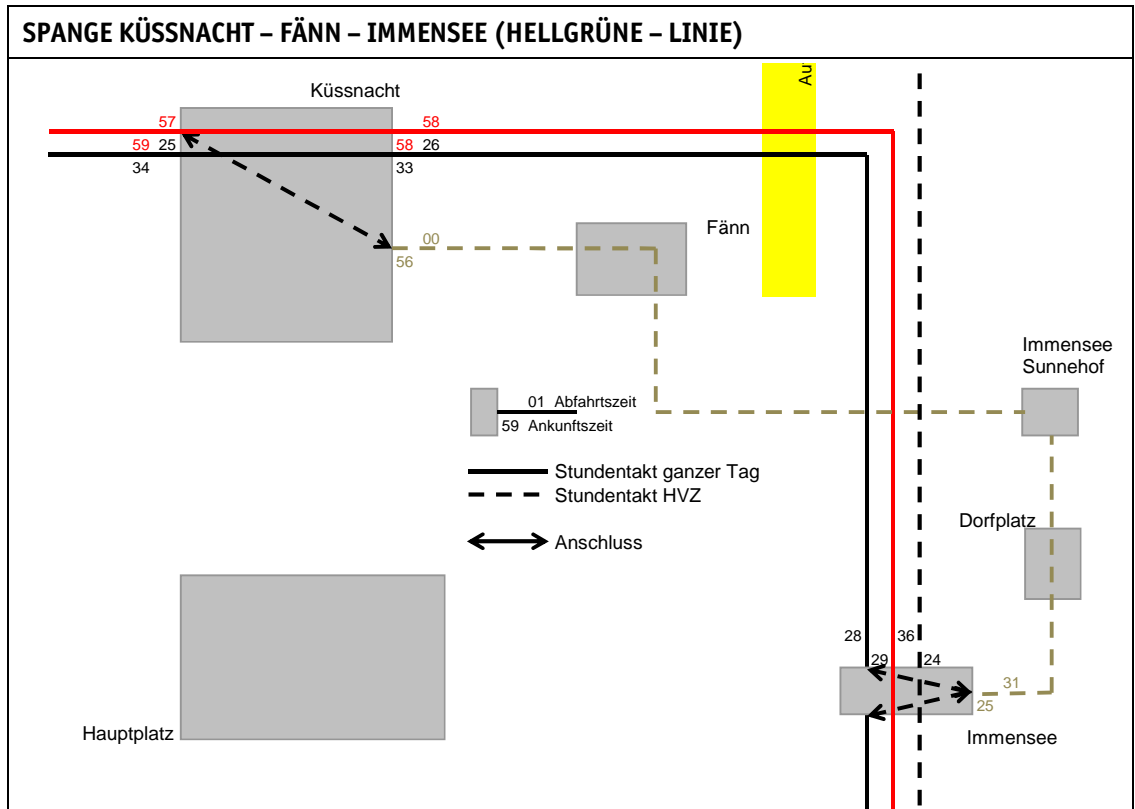 SPANGE KÜSSNACHT – FÄNN – IMMENSEE (HELLGRÜNE – LINIE)
Au
Küssnacht
57 58
59 25 58 26
34 33
00
56
Fänn
Immensee
Sunnehof
01 Abfahrtszeit
59 Ankunftszeit
Stundentakt ganzer Tag
Stundentakt HVZ
Anschluss
Dorfplatz
28 36
29 24
31
25
Hauptplatz
Immensee